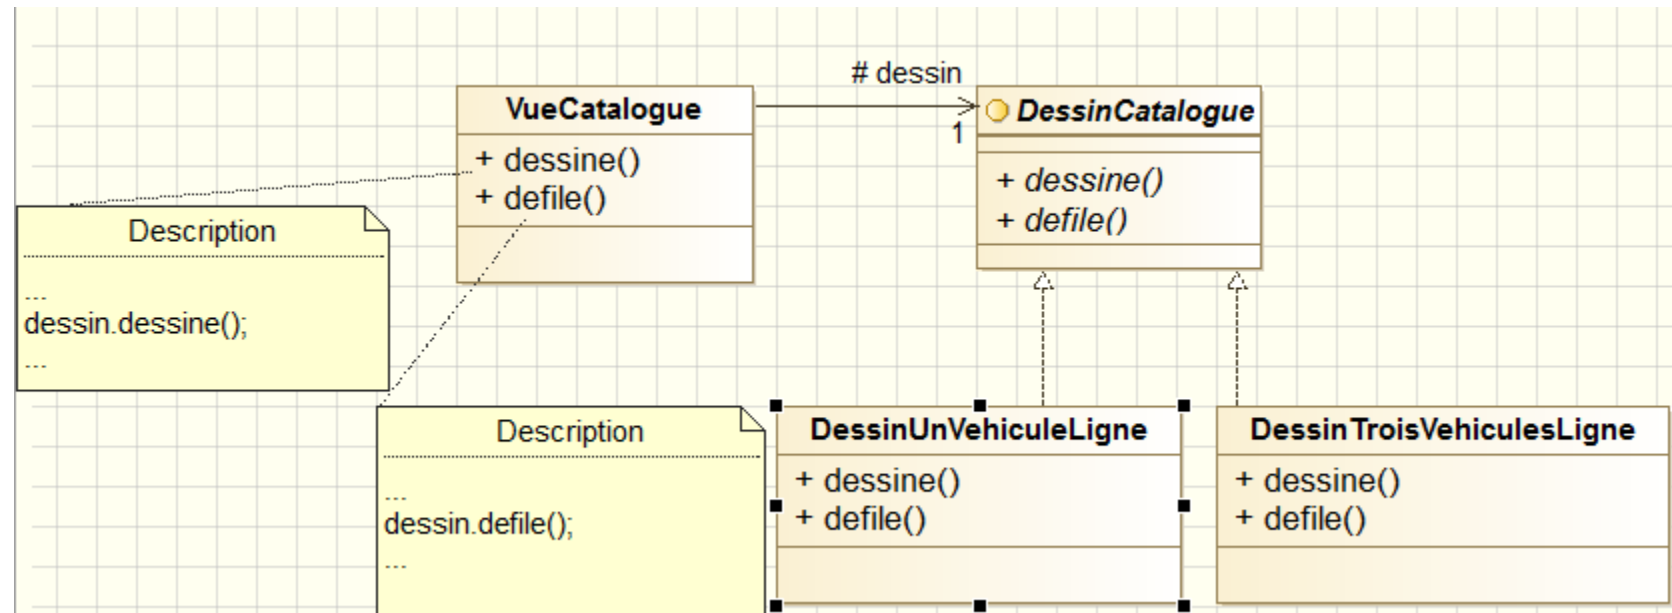 # dessin
VueCatalogue
DessinCatalogue
1
+ dessine()
+ defile()
+ dessine()
+ defile()
Description
...
dessin.dessine();
...
Description
...
dessin.defile();
...
DessinUnVehiculeLigne
+ dessine()
+ defile()
DessinTroisVehiculesLigne
+ dessine()
+ defile()